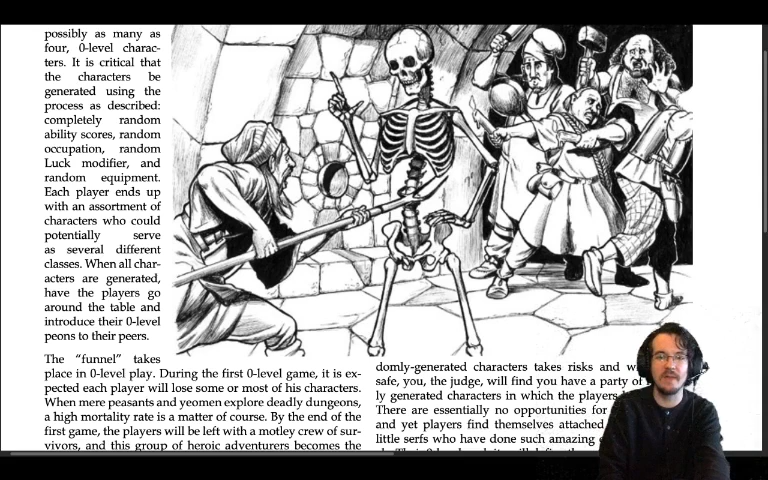 possibly as many as
four, 0-level charac-
ters. It is critical that
the characters be
generated using the
process as described:
completely random
ability scores, random
occupation, random
Luck modifier, and
random equipment.
Each player ends up
with an assortment of
characters who could
potentially serve
as several different
classes. When all char-
acters are generated,
have the players go
around the table and
introduce their 0-level
peons to their peers.
The “funnel” takes
place in 0-level play. During the first 0-level game, it is ex-
pected each player will lose some or most of his characters.
When mere peasants and yeomen explore deadly dungeons,
a high mortality rate is a matter of course. By the end of the
first game, the players will be left with a motley crew of sur-
vivors, and this group of heroic adventurers becomes the
domly-generated characters takes risks and
safe, you, the judge, will find you have a party of
ly generated characters in which the players
There are essentially no opportunities for
and yet players find themselves attached
little serfs who have done such amazing